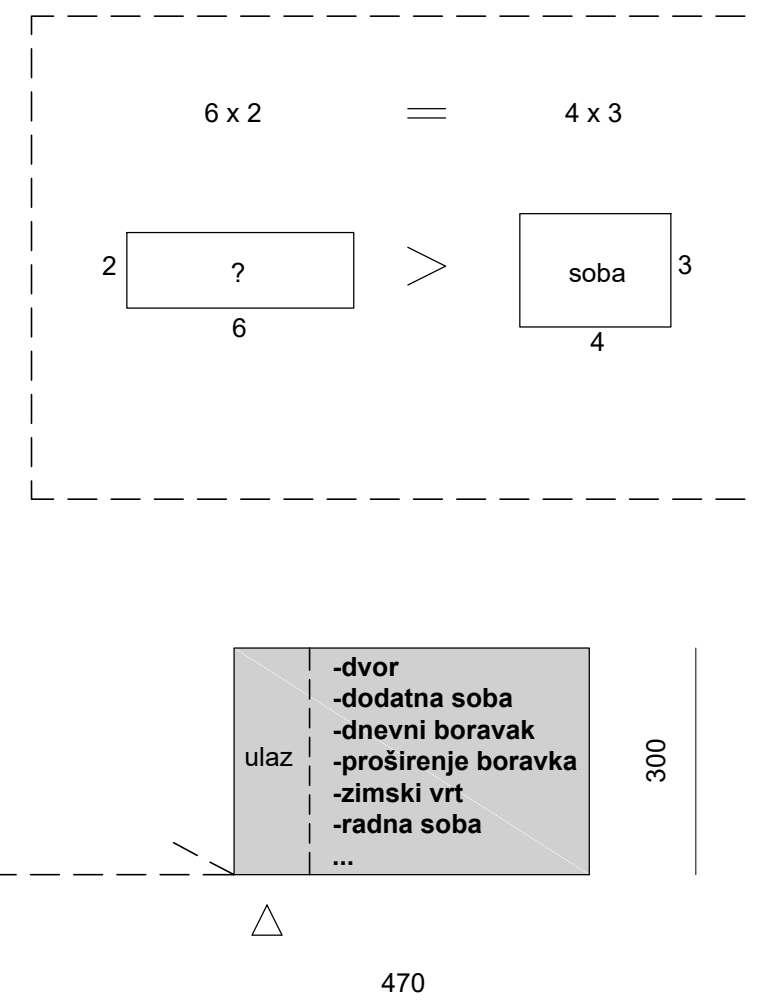 6 x 2 = 4 x 3
2 ? > soba 3
6 4
-dvor
-dodatna soba
-dnevni boravak
ulaz
-proširenje boravka
-zimski vrt
-radna soba
...
300
470